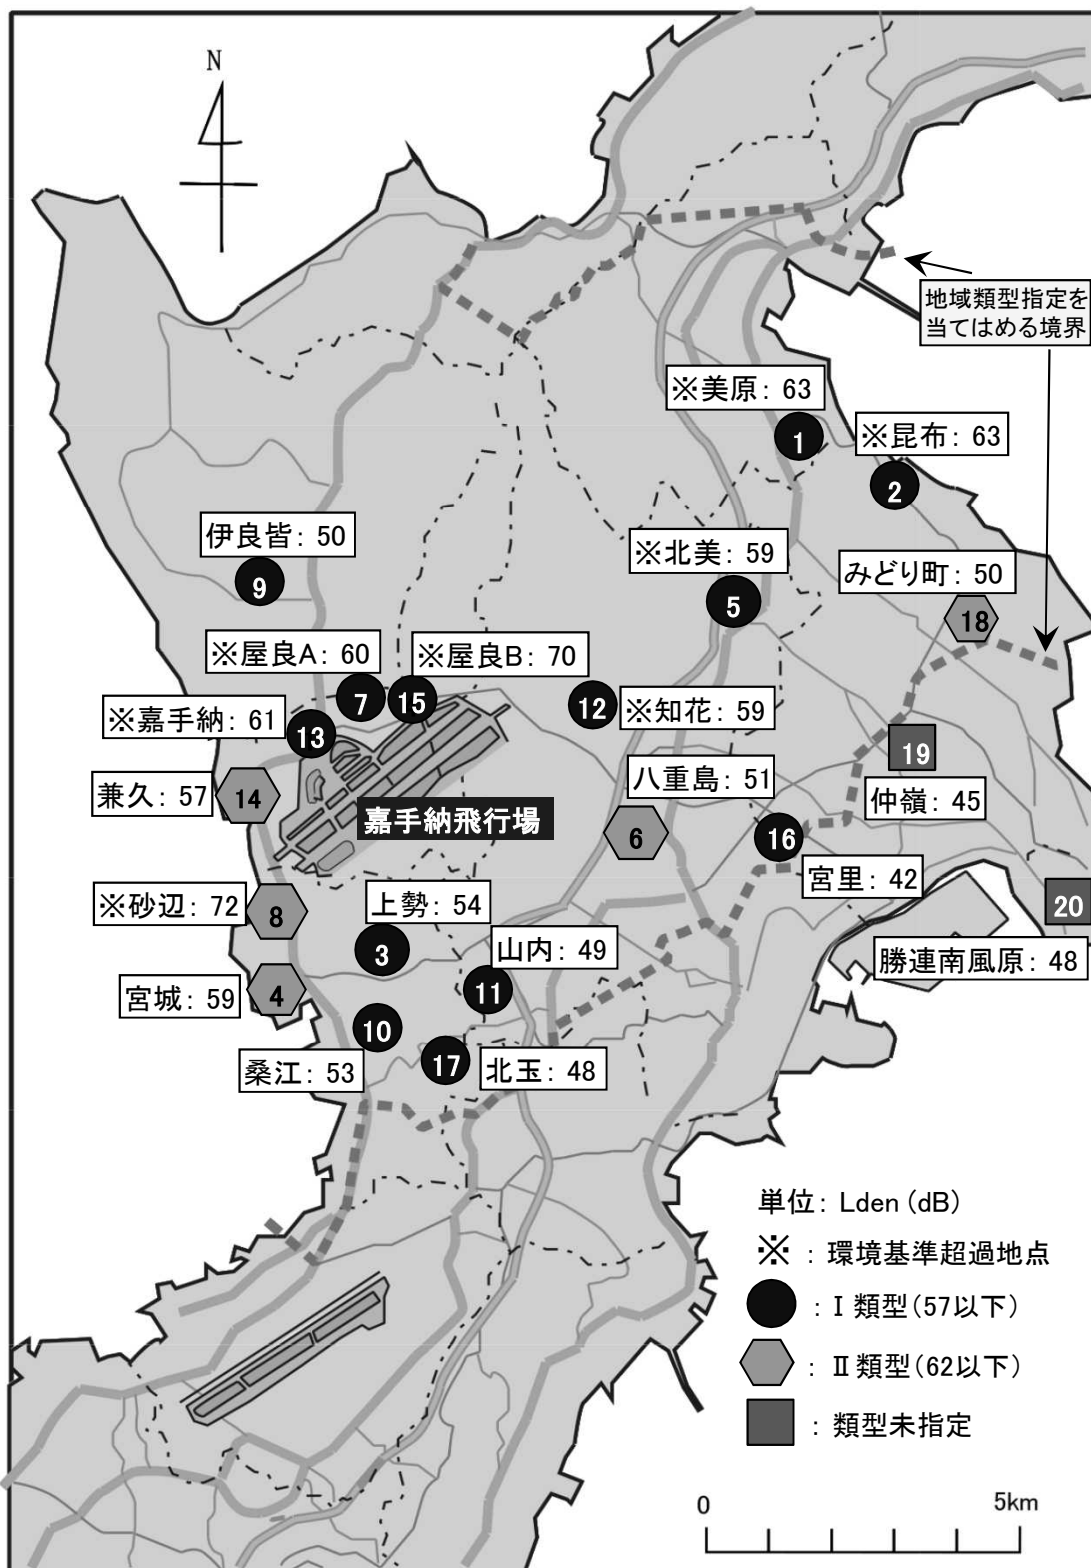 N
地域類型指定を
当てはめる境界
※美原: 63
1
※昆布: 63
2
伊良皆: 50
9
※北美: 59
5
みどり町: 50
18
※屋良A: 60
7
※屋良B: 70
15
12
※知花: 59
※嘉手納: 61
13
19
仲嶺: 45
兼久: 57
14
八重島: 51
6
嘉手納飛行場
16
宮里: 42
※砂辺: 72
8
上勢: 54
3
20
勝連南風原: 48
山内: 49
11
宮城: 59
4
10
桑江: 53
17
北玉: 48
単位: Lden (dB)
※ : 環境基準超過地点
: Ⅰ類型(57以下)
: Ⅱ類型(62以下)
: 類型未指定
0 5km